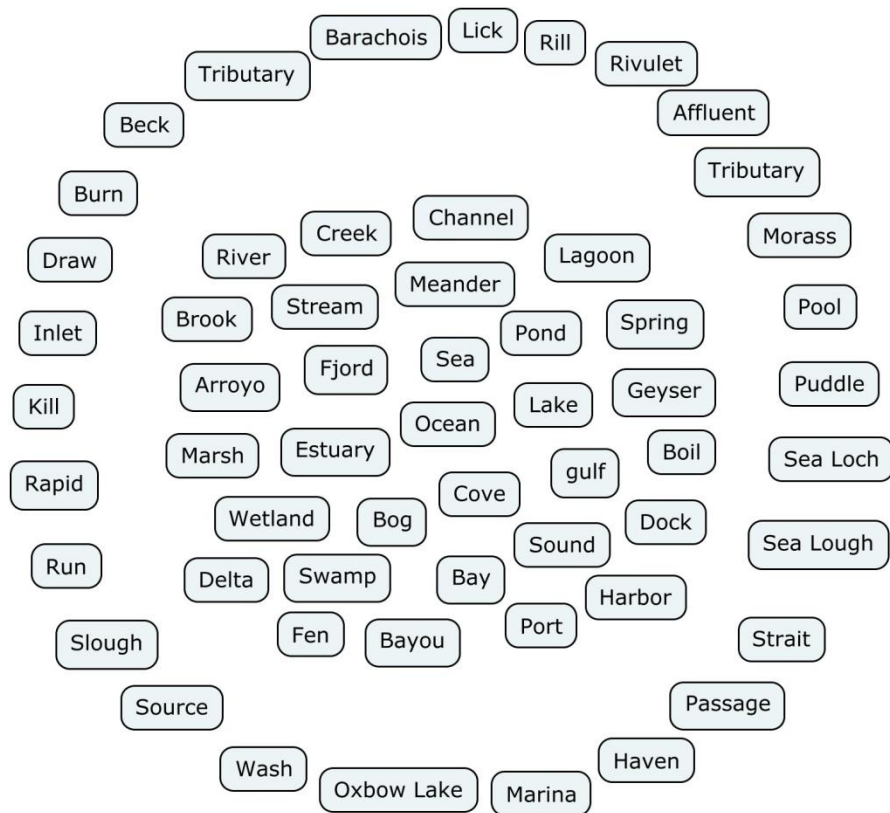 Barachois
Lick
Rill
Rivulet
Tributary
Affluent
Beck
Tributary
Burn
Morass
Draw
Pool
Inlet
Puddle
Kill
Sea Loch
Rapid
Sea Lough
Run
Strait
Slough
Passage
Source
Haven
Wash
Marina
Oxbow Lake
Channel
Creek
River
Lagoon
Meander
Stream
Brook
Pond
Spring
Sea
Fjord
Arroyo
Lake
Geyser
Ocean
Marsh
Estuary
Boil
gulf
Cove
Wetland
Bog
Dock
Sound
Delta
Swamp
Bay
Harbor
Fen
Bayou
Port